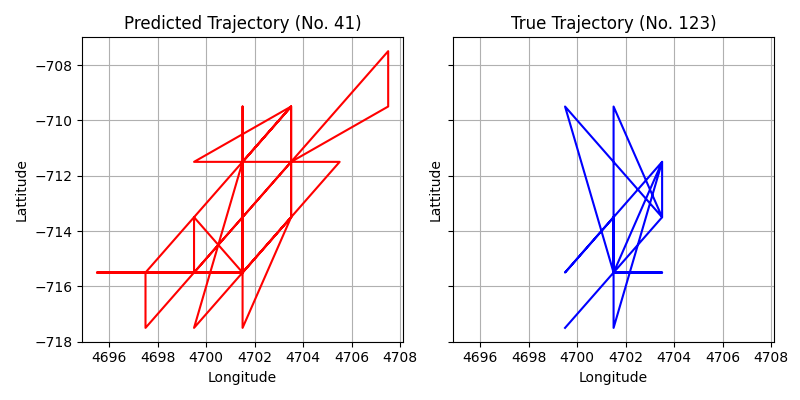 Predicted Trajectory (No. 41)
True Trajectory (No. 123)
Lattitude
−708
−710
−712
−714
−716
−718
4696 4698 4700 4702 4704 4706 4708
Longitude
Lattitude
4696 4698 4700 4702 4704 4706 4708
Longitude